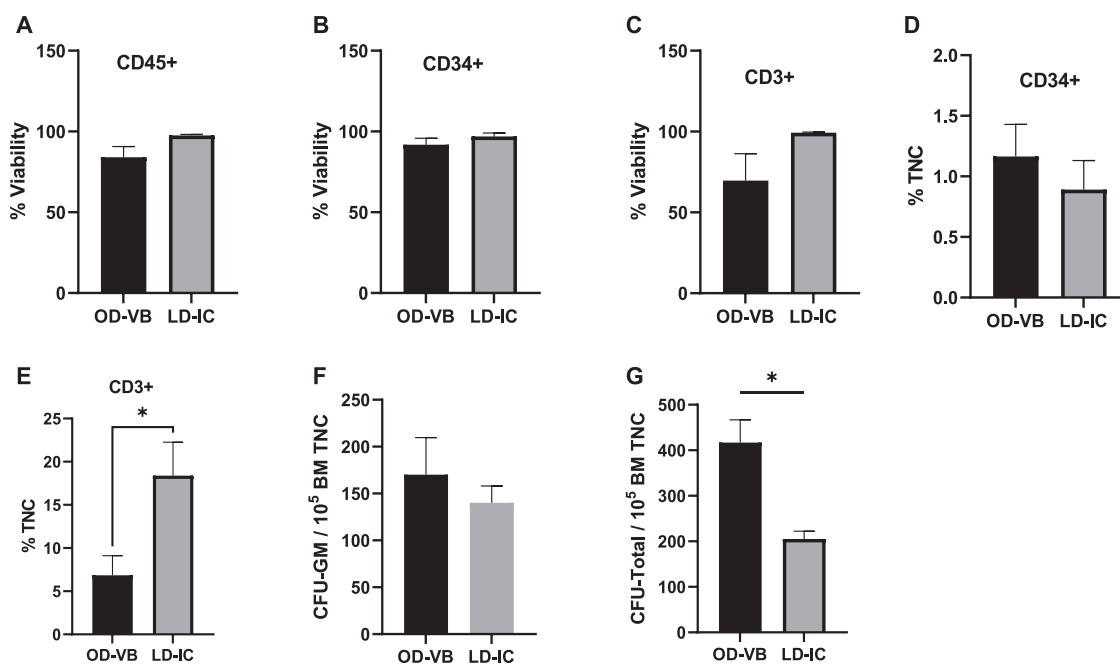 A
CD45+
% Viability
150
100
50
0
OD-VB LD-IC
B
CD34+
% Viability
150
100
50
0
OD-VB LD-IC
C
CD3+
% Viability
150
100
50
0
OD-VB LD-IC
D
CD34+
% TNC
2.0
1.5
1.0
0.5
0.0
OD-VB LD-IC
E
CD3+
*
% TNC
25
20
15
10
5
0
OD-VB LD-IC
F
CFU-GM / 10⁵ BM TNC
250
200
150
100
50
0
OD-VB LD-IC
G
*
CFU-Total / 10⁵ BM TNC
500
400
300
200
100
0
OD-VB LD-IC